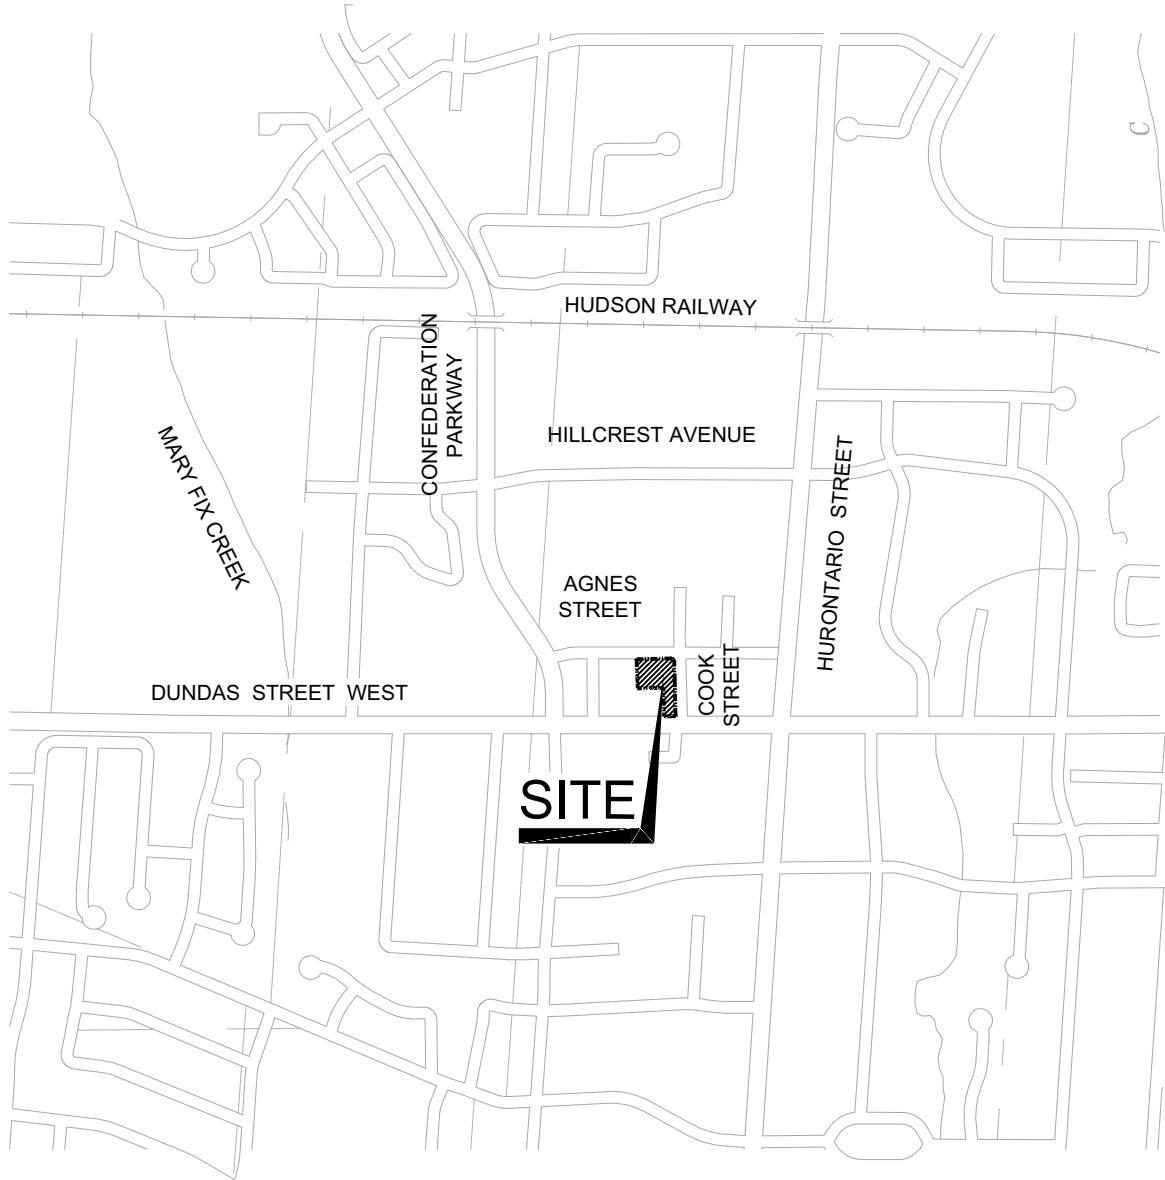 C
HUDSON RAILWAY
CONFEDERATION
PARKWAY
HILLCREST AVENUE
MARY FIX CREEK
HURONTARIO STREET
AGNES
STREET
COOK
STREET
DUNDAS STREET WEST
SITE